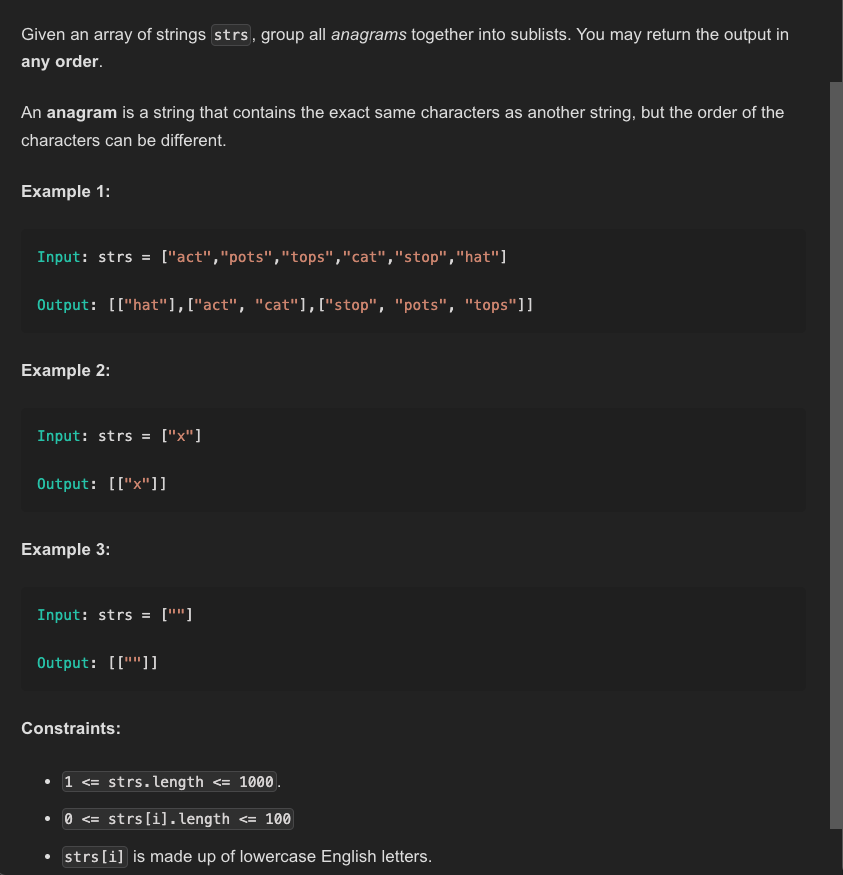 Given an array of strings strs, group all anagrams together into sublists. You may return the output in
any order.
An anagram is a string that contains the exact same characters as another string, but the order of the
characters can be different.
Example 1:
Input: strs = ["act","pots","tops","cat","stop","hat"]
Output: [["hat"],["act", "cat"],["stop", "pots", "tops"]]
Example 2:
Input: strs = ["x"]
Output: [["x"]]
Example 3:
Input: strs = [""]
Output: [[""]]
Constraints:
• 1 <= strs.length <= 1000.
• 0 <= strs[i].length <= 100
• strs[i] is made up of lowercase English letters.